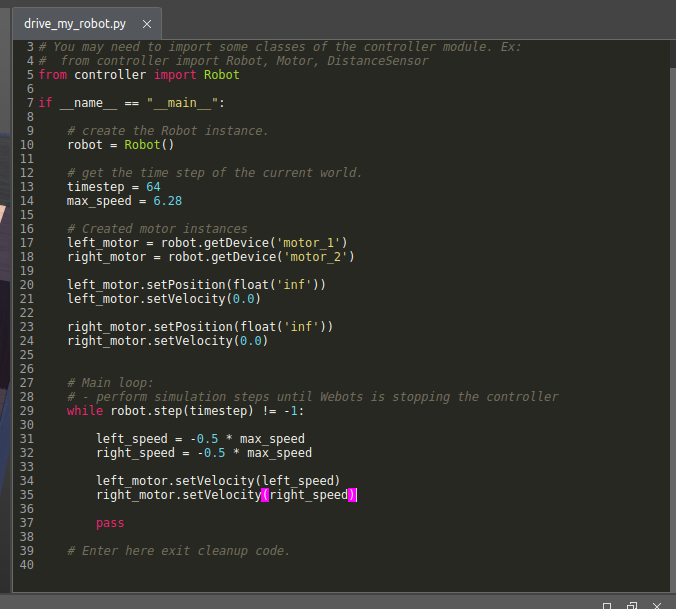 drive_my_robot.py ×
3 # You may need to import some classes of the controller module. Ex:
4 #  from controller import Robot, Motor, DistanceSensor
5 from controller import Robot
6
7 if __name__ == "__main__":
8
9     # create the Robot instance.
10     robot = Robot()
11
12     # get the time step of the current world.
13     timestep = 64
14     max_speed = 6.28
15
16     # Created motor instances
17     left_motor = robot.getDevice('motor_1')
18     right_motor = robot.getDevice('motor_2')
19
20     left_motor.setPosition(float('inf'))
21     left_motor.setVelocity(0.0)
22
23     right_motor.setPosition(float('inf'))
24     right_motor.setVelocity(0.0)
25
26
27     # Main loop:
28     # - perform simulation steps until Webots is stopping the controller
29     while robot.step(timestep) != -1:
30
31         left_speed = -0.5 * max_speed
32         right_speed = -0.5 * max_speed
33
34         left_motor.setVelocity(left_speed)
35         right_motor.setVelocity(right_speed)
36
37         pass
38
39     # Enter here exit cleanup code.
40